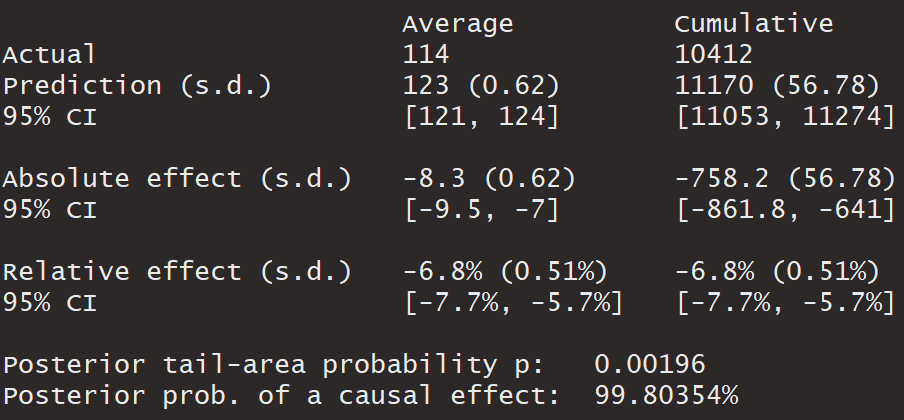 Average Cumulative
Actual 114 10412
Prediction (s.d.) 123 (0.62) 11170 (56.78)
95% CI [121, 124] [11053, 11274]
Absolute effect (s.d.) -8.3 (0.62) -758.2 (56.78)
95% CI [-9.5, -7] [-861.8, -641]
Relative effect (s.d.) -6.8% (0.51%) -6.8% (0.51%)
95% CI [-7.7%, -5.7%] [-7.7%, -5.7%]
Posterior tail-area probability p: 0.00196
Posterior prob. of a causal effect: 99.80354%